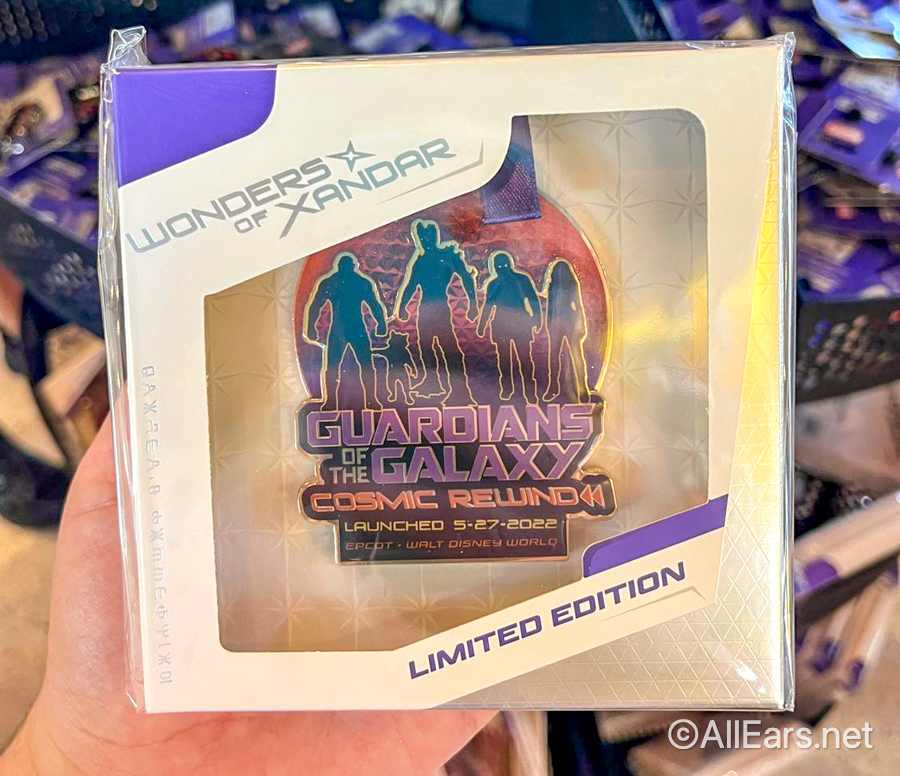 WONDERS
OF XANDAR
GUARDIANS
OF
THE GALAXY
COSMIC REWIND
LAUNCHED 5-27-2022
EPCOT • WALT DISNEY WORLD
LIMITED EDITION
©AllEars.net